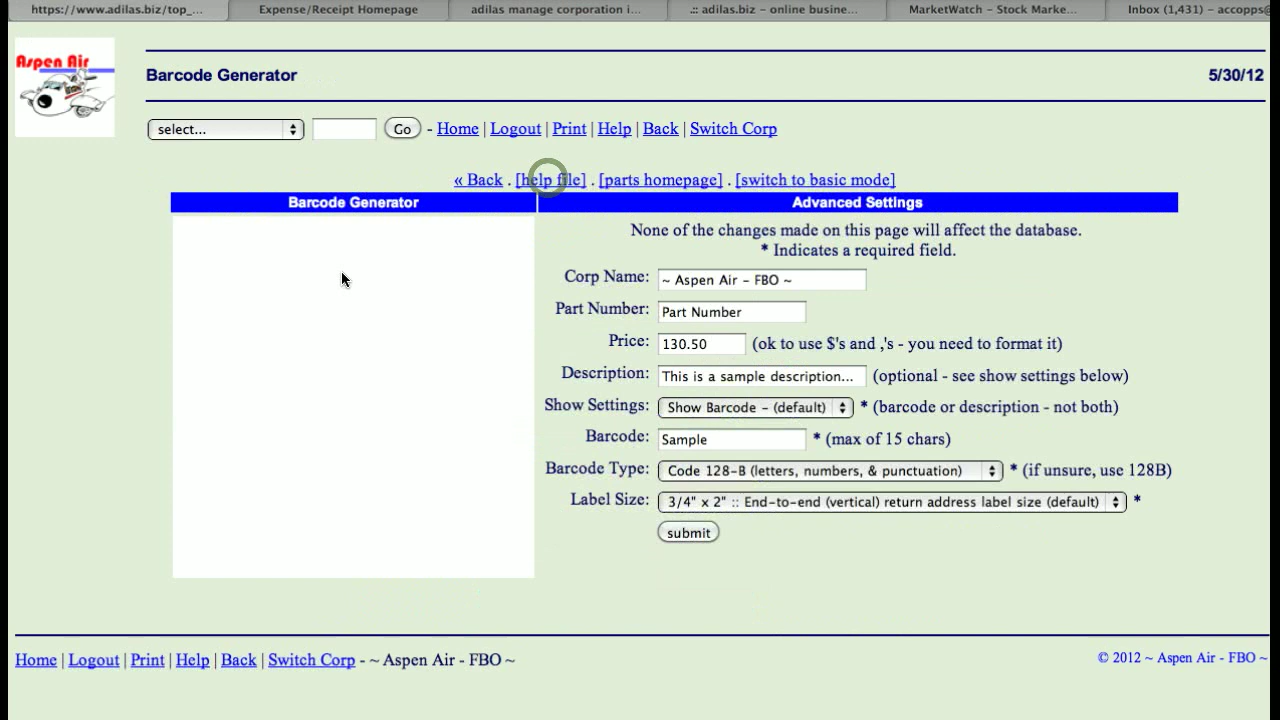 https://www.adilas.biz/top_...
Expense/Receipt Homepage
adilas manage corporation i...
.:: adilas.biz - online busine...
MarketWatch - Stock Marke...
Inbox (1,431) - accopps@
Aspen Air
Barcode Generator
5/30/12
select...
Go - Home | Logout | Print | Help | Back | Switch Corp
« Back . [help file] . [parts homepage] . [switch to basic mode]
Barcode Generator
Advanced Settings
None of the changes made on this page will affect the database.
* Indicates a required field.
Corp Name: ~ Aspen Air - FBO ~
Part Number: Part Number
Price: 130.50 (ok to use $'s and ,'s - you need to format it)
Description: This is a sample description... (optional - see show settings below)
Show Settings: Show Barcode - (default) * (barcode or description - not both)
Barcode: Sample * (max of 15 chars)
Barcode Type: Code 128-B (letters, numbers, & punctuation) * (if unsure, use 128B)
Label Size: 3/4" x 2" :: End-to-end (vertical) return address label size (default) *
submit
Home | Logout | Print | Help | Back | Switch Corp - ~ Aspen Air - FBO ~
© 2012 ~ Aspen Air - FBO ~